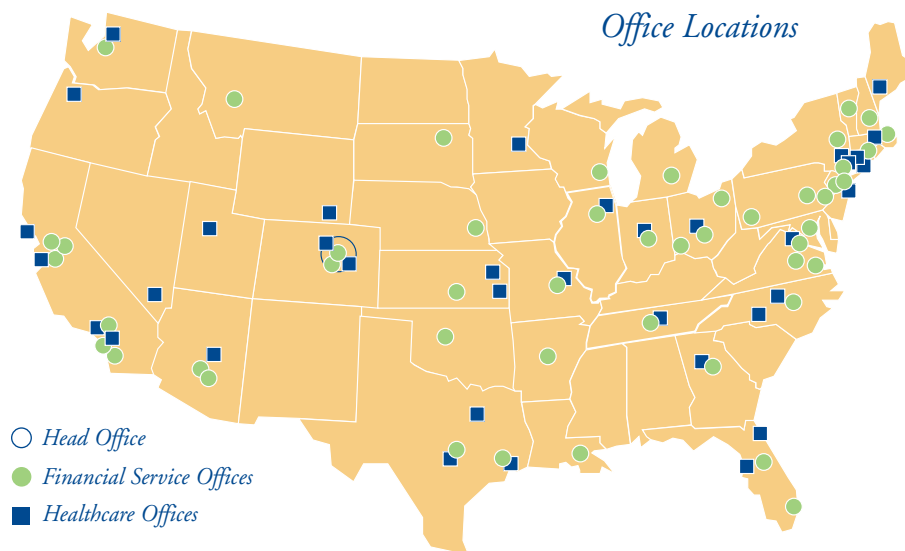 Office Locations
Head Office
Financial Service Offices
Healthcare Offices